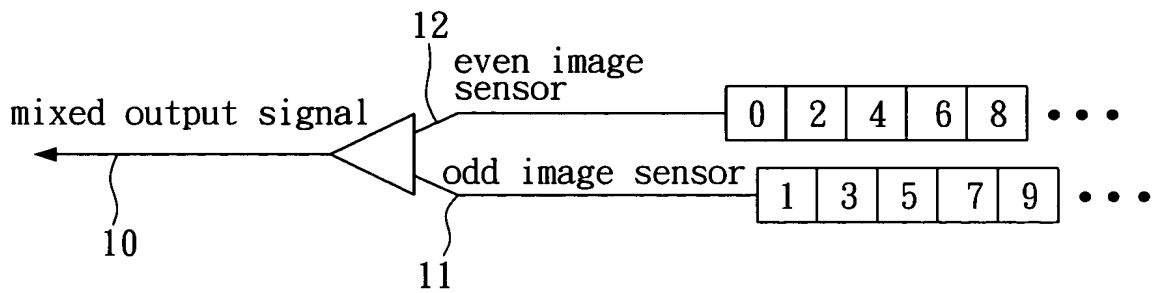 12
even image
sensor
mixed output signal
0 2 4 6 8 •••
odd image sensor
1 3 5 7 9 •••
10
11